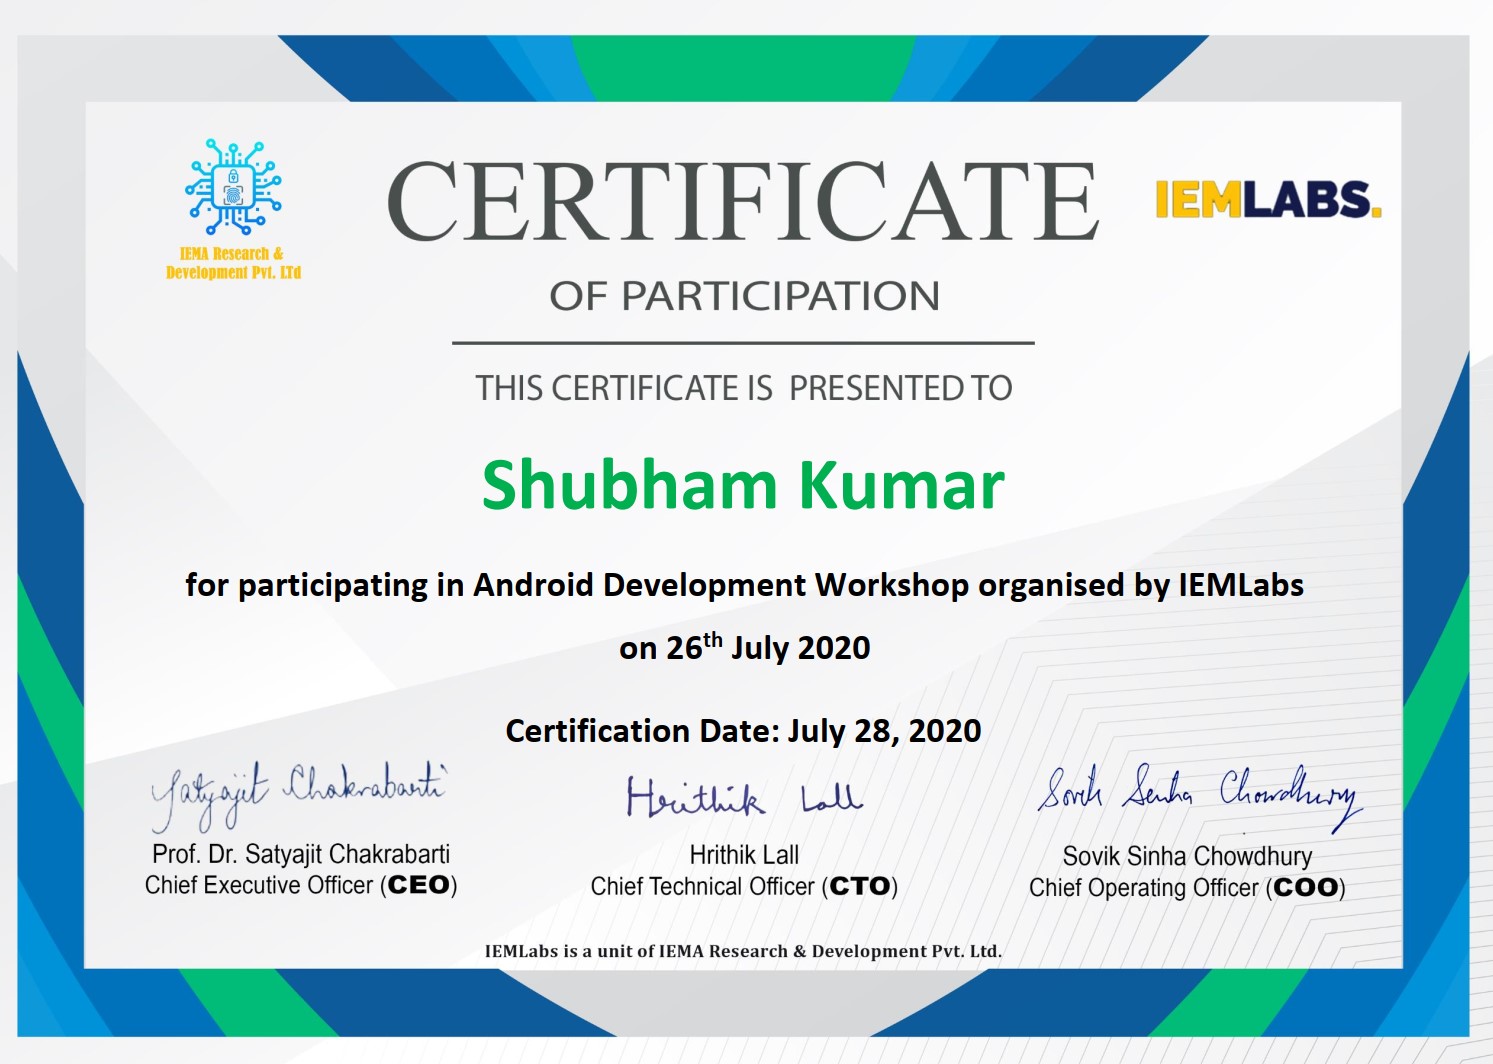 CERTIFICATE
IEMLABS.
IEMA Research &
Development Pvt. LTd
OF PARTICIPATION
THIS CERTIFICATE IS PRESENTED TO
Shubham Kumar
for participating in Android Development Workshop organised by IEMLabs
on 26th July 2020
Certification Date: July 28, 2020
Satyajit Chakrabarti
Hrithik Lall
Sovik Sinha Chowdhury
Prof. Dr. Satyajit Chakrabarti
Chief Executive Officer (CEO)
Hrithik Lall
Chief Technical Officer (CTO)
Sovik Sinha Chowdhury
Chief Operating Officer (COO)
IEMLabs is a unit of IEMA Research & Development Pvt. Ltd.